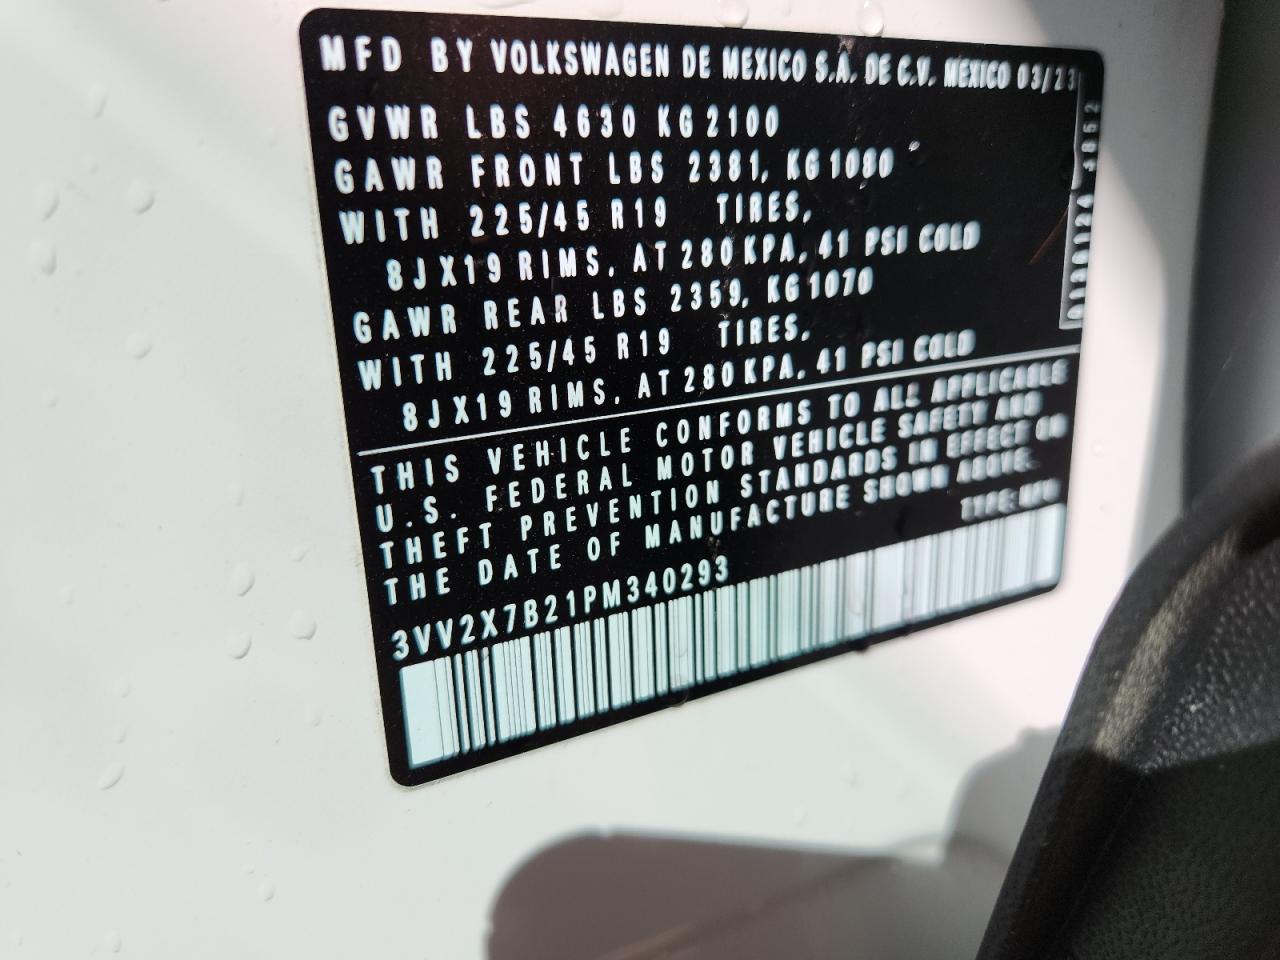 MFD BY VOLKSWAGEN DE MEXICO S.A. DE C.V. MEXICO 03/23
GVWR LBS 4630 KG 2100
GAWR FRONT LBS 2381, KG 1080
WITH 225/45 R19 TIRES,
8J X19 RIMS, AT 280 KPA, 41 PSI COLD
GAWR REAR LBS 2359, KG 1070
WITH 225/45 R19 TIRES,
8J X19 RIMS, AT 280 KPA, 41 PSI COLD
THIS VEHICLE CONFORMS TO ALL APPLICABLE
U.S. FEDERAL MOTOR VEHICLE SAFETY AND
THEFT PREVENTION STANDARDS IN EFFECT ON
THE DATE OF MANUFACTURE SHOWN ABOVE.
TYPE: MPV
3VV2X7B21PM340293